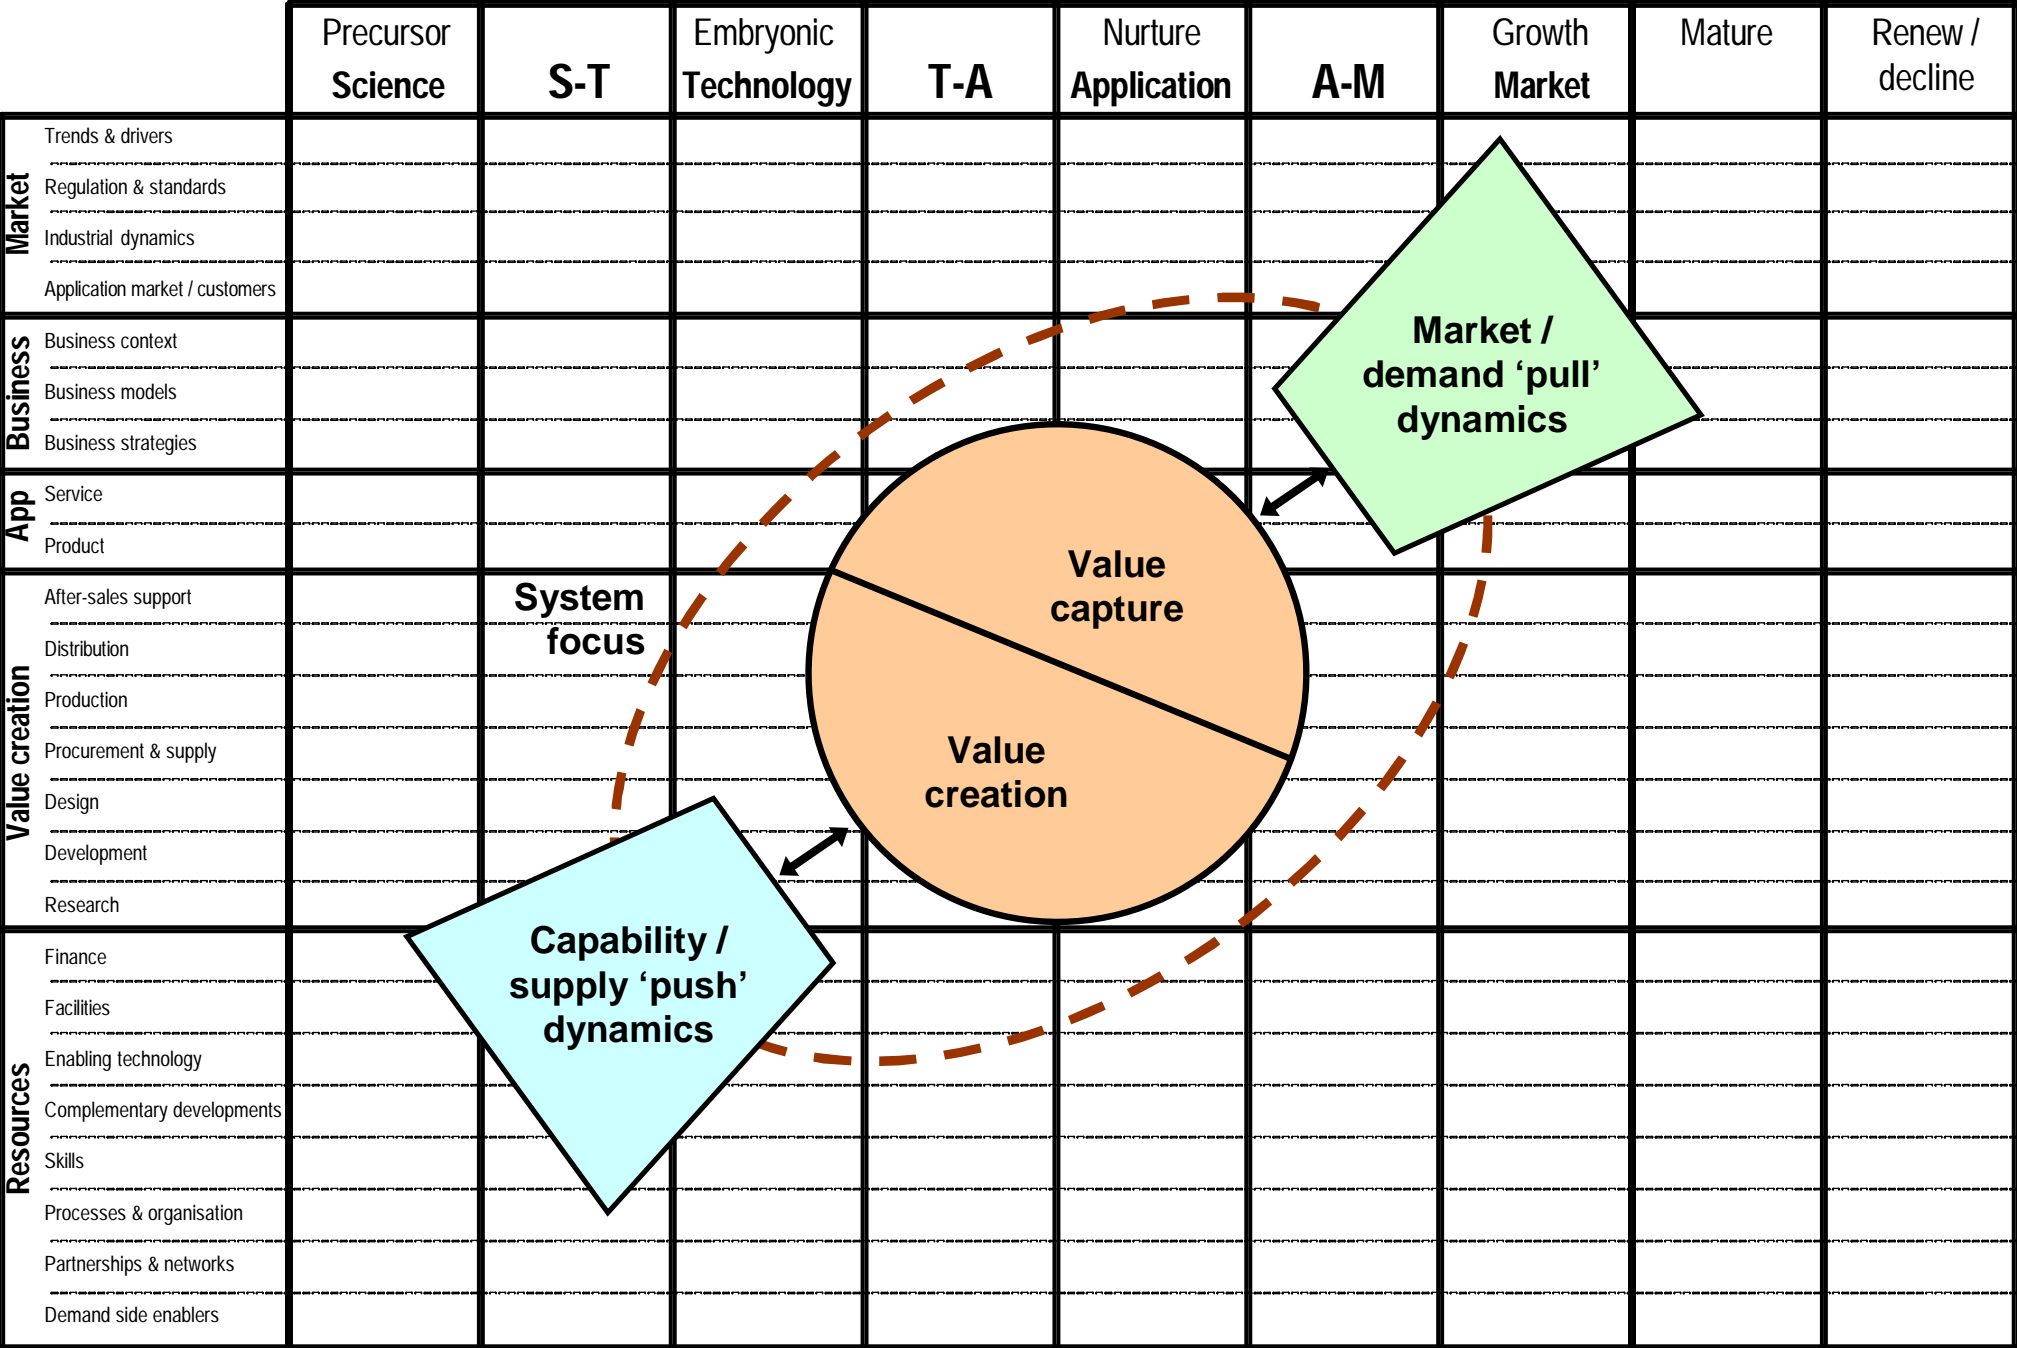 Precursor
Science
S-T
Embryonic
Technology
T-A
Nurture
Application
A-M
Growth
Market
Mature
Renew /
decline
Market
Trends & drivers
Regulation & standards
Industrial dynamics
Application market / customers
Business
Business context
Business models
Business strategies
App
Service
Product
Value creation
After-sales support
Distribution
Production
Procurement & supply
Design
Development
Research
Resources
Finance
Facilities
Enabling technology
Complementary developments
Skills
Processes & organisation
Partnerships & networks
Demand side enablers
Market /
demand ‘pull’
dynamics
Value
capture
System
focus
Value
creation
Capability /
supply ‘push’
dynamics